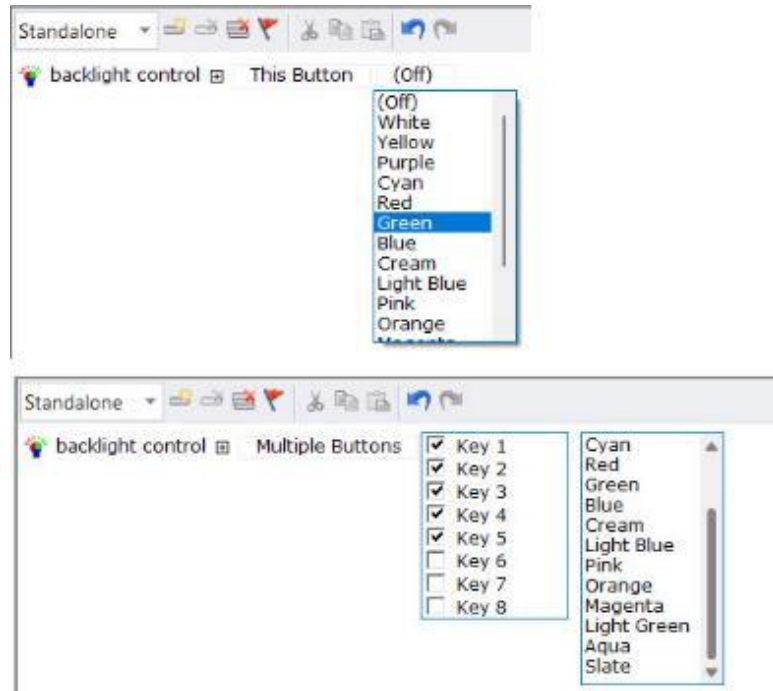 Standalone
backlight control This Button (Off)
(Off)
White
Yellow
Purple
Cyan
Red
Green
Blue
Cream
Light Blue
Pink
Orange
Standalone
backlight control Multiple Buttons
Key 1
Key 2
Key 3
Key 4
Key 5
Key 6
Key 7
Key 8
Cyan
Red
Green
Blue
Cream
Light Blue
Pink
Orange
Magenta
Light Green
Aqua
Slate